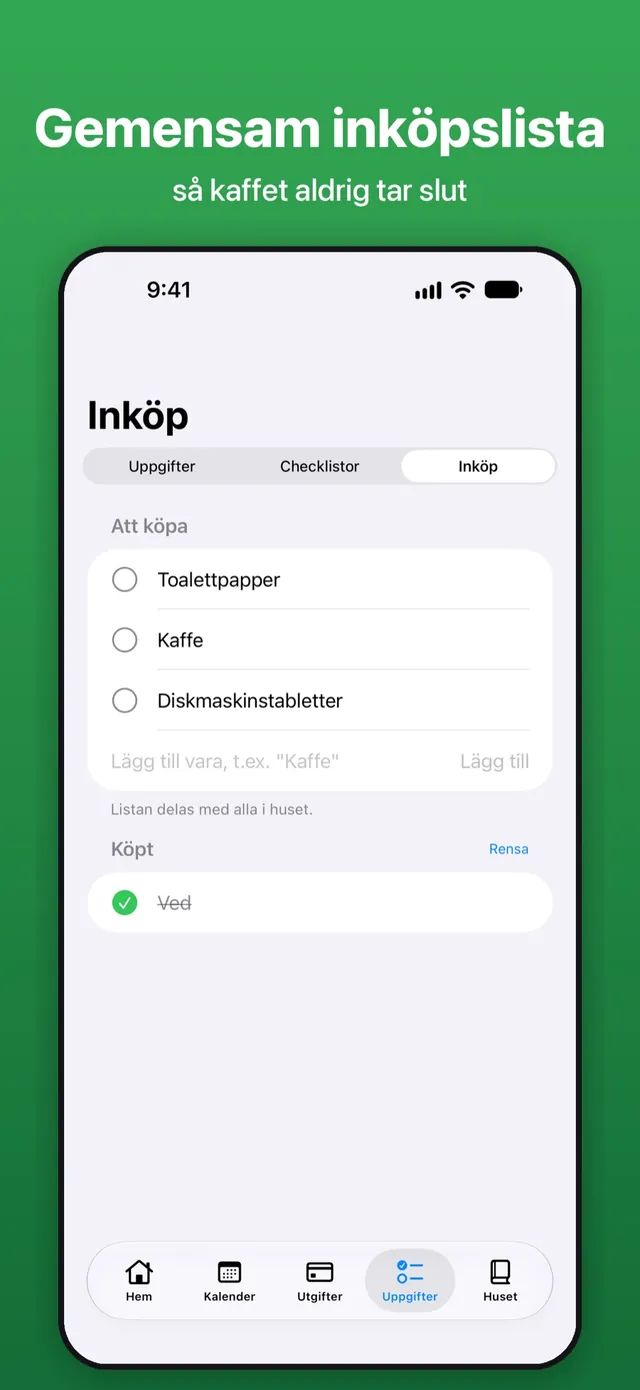 Gemensam inköpslista
så kaffet aldrig tar slut
9:41
Inköp
Uppgifter Checklistor Inköp
Att köpa
Toalettpapper
Kaffe
Diskmaskinstabletter
Lägg till vara, t.ex. "Kaffe" Lägg till
Listan delas med alla i huset.
Köpt Rensa
Ved
Hem Kalender Utgifter Uppgifter Huset